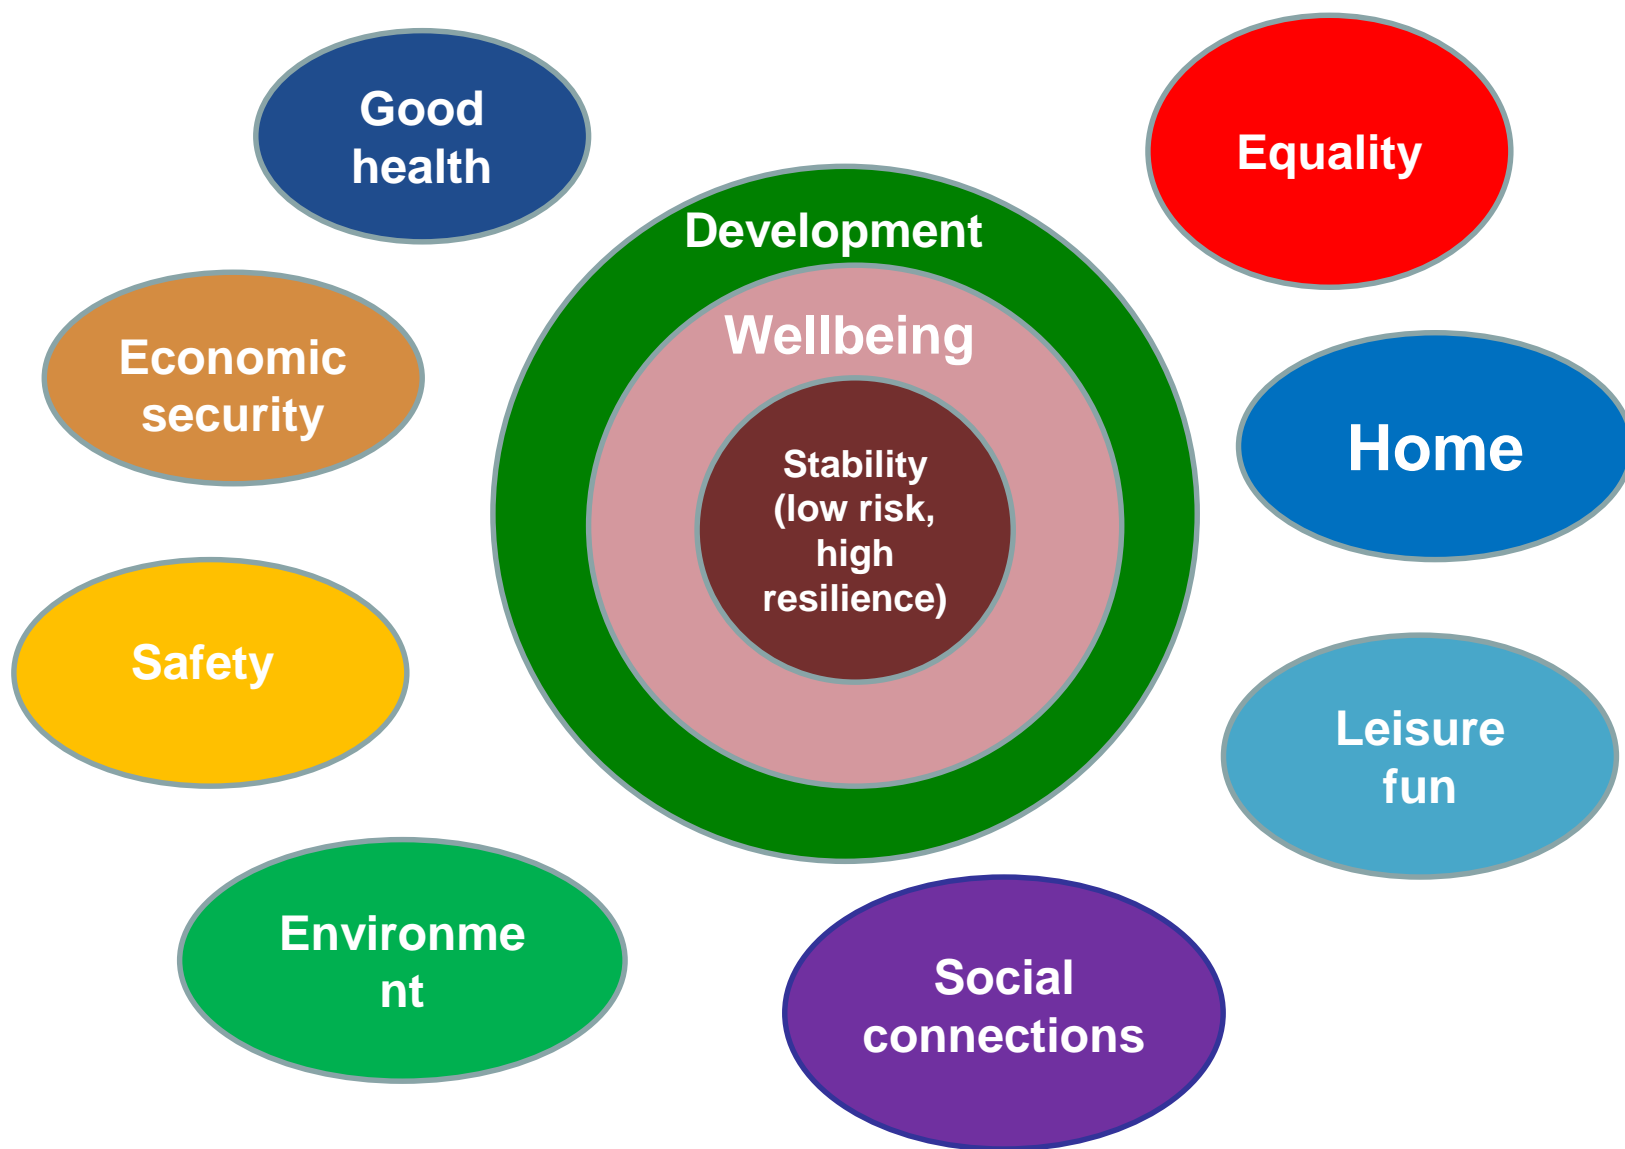 Good
health
Equality
Development
Wellbeing
Economic
security
Stability
(low risk,
high
resilience)
Home
Safety
Leisure
fun
Environme
nt
Social
connections